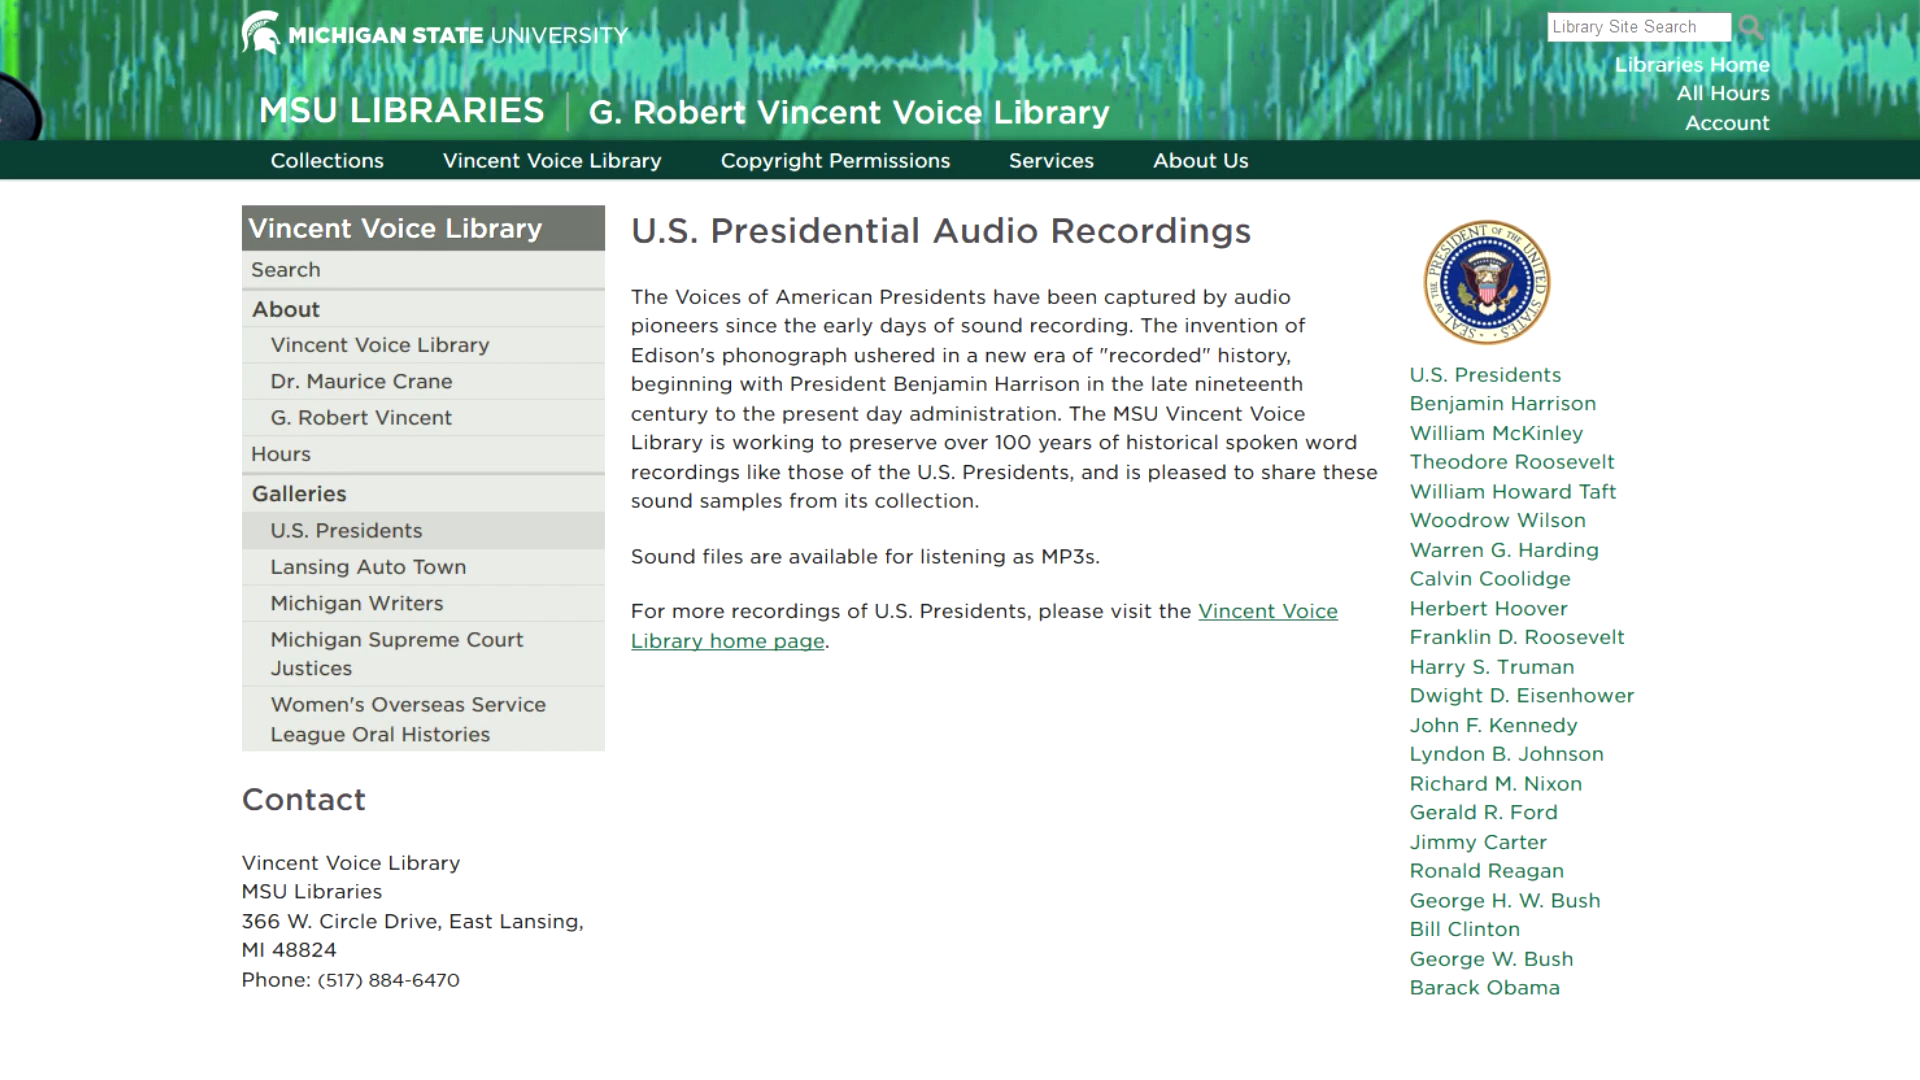 MICHIGAN STATE UNIVERSITY
Library Site Search
Libraries Home
All Hours
Account
MSU LIBRARIES
G. Robert Vincent Voice Library
Collections
Vincent Voice Library
Copyright Permissions
Services
About Us
Vincent Voice Library
Search
About
Vincent Voice Library
Dr. Maurice Crane
G. Robert Vincent
Hours
Galleries
U.S. Presidents
Lansing Auto Town
Michigan Writers
Michigan Supreme Court
Justices
Women's Overseas Service
League Oral Histories
Contact
Vincent Voice Library
MSU Libraries
366 W. Circle Drive, East Lansing,
MI 48824
Phone: (517) 884-6470
U.S. Presidential Audio Recordings
The Voices of American Presidents have been captured by audio
pioneers since the early days of sound recording. The invention of
Edison's phonograph ushered in a new era of "recorded" history,
beginning with President Benjamin Harrison in the late nineteenth
century to the present day administration. The MSU Vincent Voice
Library is working to preserve over 100 years of historical spoken word
recordings like those of the U.S. Presidents, and is pleased to share these
sound samples from its collection.
Sound files are available for listening as MP3s.
For more recordings of U.S. Presidents, please visit the Vincent Voice
Library home page.
SEAL OF THE PRESIDENT OF THE UNITED STATES
U.S. Presidents
Benjamin Harrison
William McKinley
Theodore Roosevelt
William Howard Taft
Woodrow Wilson
Warren G. Harding
Calvin Coolidge
Herbert Hoover
Franklin D. Roosevelt
Harry S. Truman
Dwight D. Eisenhower
John F. Kennedy
Lyndon B. Johnson
Richard M. Nixon
Gerald R. Ford
Jimmy Carter
Ronald Reagan
George H. W. Bush
Bill Clinton
George W. Bush
Barack Obama